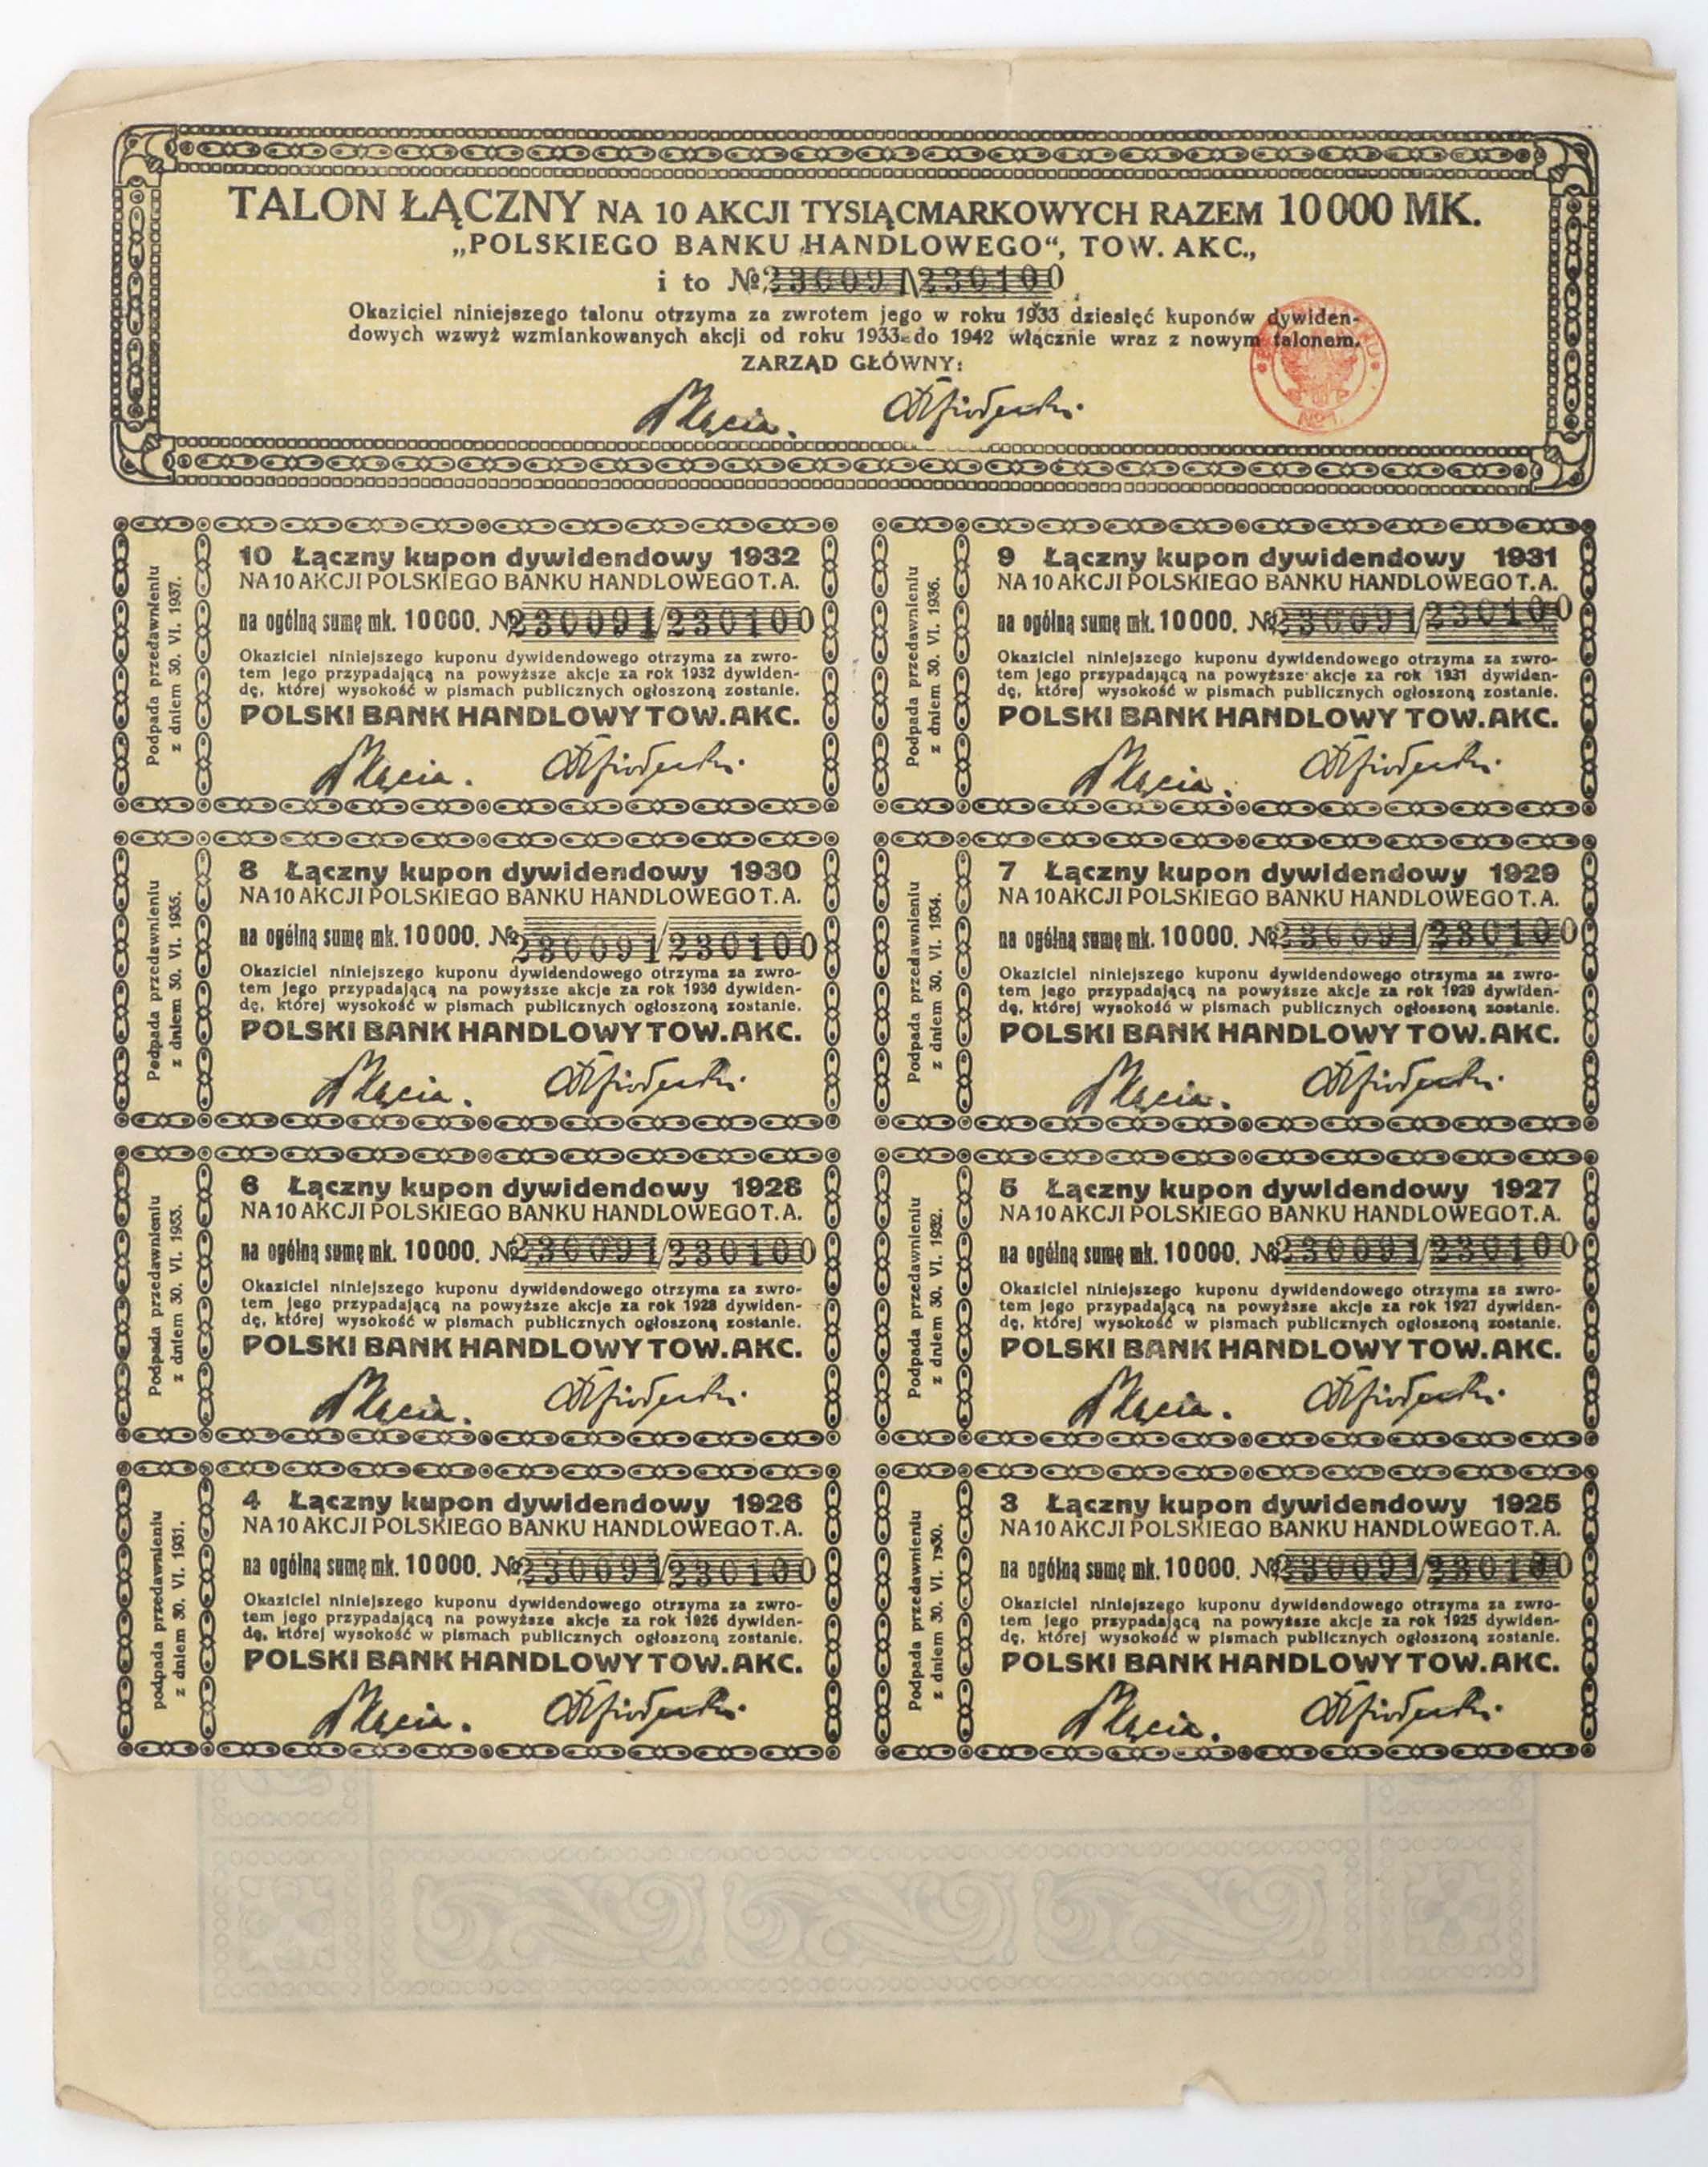 TALON ŁĄCZNY NA 10 AKCJI TYSIĄCMARKOWYCH RAZEM 10000 MK.
„POLSKIEGO BANKU HANDLOWEGO“, TOW. AKC.,
i to № 230091/230100
Okaziciel niniejszego talonu otrzyma za zwrotem jego w roku 1933 dziesięć kuponów dywiden-
dowych wzwyż wzmiankowanych akcji od roku 1933 do 1942 włącznie wraz z nowym talonem.
ZARZĄD GŁÓWNY:
№ 1.
Podpada przedawnieniu
z dniem 30. VI. 1937.
10 Łączny kupon dywidendowy 1932
NA 10 AKCJI POLSKIEGO BANKU HANDLOWEGO T. A.
na ogólną sumę mk. 10000. № 230091/230100
Okaziciel niniejszego kuponu dywidendowego otrzyma za zwro-
tem jego przypadającą na powyższe akcje za rok 1932 dywiden-
dę, której wysokość w pismach publicznych ogłoszoną zostanie.
POLSKI BANK HANDLOWY TOW. AKC.
Podpada przedawnieniu
z dniem 30. VI. 1936.
9 Łączny kupon dywidendowy 1931
NA 10 AKCJI POLSKIEGO BANKU HANDLOWEGO T. A.
na ogólną sumę mk. 10000. № 230091/230100
Okaziciel niniejszego kuponu dywidendowego otrzyma za zwro-
tem jego przypadającą na powyższe akcje za rok 1931 dywiden-
dę, której wysokość w pismach publicznych ogłoszoną zostanie.
POLSKI BANK HANDLOWY TOW. AKC.
Podpada przedawnieniu
z dniem 30. VI. 1935.
8 Łączny kupon dywidendowy 1930
NA 10 AKCJI POLSKIEGO BANKU HANDLOWEGO T. A.
na ogólną sumę mk. 10000. № 230091/230100
Okaziciel niniejszego kuponu dywidendowego otrzyma za zwro-
tem jego przypadającą na powyższe akcje za rok 1930 dywiden-
dę, której wysokość w pismach publicznych ogłoszoną zostanie.
POLSKI BANK HANDLOWY TOW. AKC.
Podpada przedawnieniu
z dniem 30. VI. 1934.
7 Łączny kupon dywidendowy 1929
NA 10 AKCJI POLSKIEGO BANKU HANDLOWEGO T. A.
na ogólną sumę mk. 10000. № 230091/230100
Okaziciel niniejszego kuponu dywidendowego otrzyma za zwro-
tem jego przypadającą na powyższe akcje za rok 1929 dywiden-
dę, której wysokość w pismach publicznych ogłoszoną zostanie.
POLSKI BANK HANDLOWY TOW. AKC.
Podpada przedawnieniu
z dniem 30. VI. 1933.
6 Łączny kupon dywidendowy 1928
NA 10 AKCJI POLSKIEGO BANKU HANDLOWEGO T. A.
na ogólną sumę mk. 10000. № 230091/230100
Okaziciel niniejszego kuponu dywidendowego otrzyma za zwro-
tem jego przypadającą na powyższe akcje za rok 1928 dywiden-
dę, której wysokość w pismach publicznych ogłoszoną zostanie.
POLSKI BANK HANDLOWY TOW. AKC.
Podpada przedawnieniu
z dniem 30. VI. 1932.
5 Łączny kupon dywidendowy 1927
NA 10 AKCJI POLSKIEGO BANKU HANDLOWEGO T. A.
na ogólną sumę mk. 10000. № 230091/230100
Okaziciel niniejszego kuponu dywidendowego otrzyma za zwro-
tem jego przypadającą na powyższe akcje za rok 1927 dywiden-
dę, której wysokość w pismach publicznych ogłoszoną zostanie.
POLSKI BANK HANDLOWY TOW. AKC.
podpada przedawnieniu
z dniem 30. VI. 1931.
4 Łączny kupon dywidendowy 1926
NA 10 AKCJI POLSKIEGO BANKU HANDLOWEGO T. A.
na ogólną sumę mk. 10000. № 230091/230100
Okaziciel niniejszego kuponu dywidendowego otrzyma za zwro-
tem jego przypadającą na powyższe akcje za rok 1926 dywiden-
dę, której wysokość w pismach publicznych ogłoszoną zostanie.
POLSKI BANK HANDLOWY TOW. AKC.
Podpada przedawnieniu
z dniem 30. VI. 1930.
3 Łączny kupon dywidendowy 1925
NA 10 AKCJI POLSKIEGO BANKU HANDLOWEGO T. A.
na ogólną sumę mk. 10000. № 230091/230100
Okaziciel niniejszego kuponu dywidendowego otrzyma za zwro-
tem jego przypadającą na powyższe akcje za rok 1925 dywiden-
dę, której wysokość w pismach publicznych ogłoszoną zostanie.
POLSKI BANK HANDLOWY TOW. AKC.